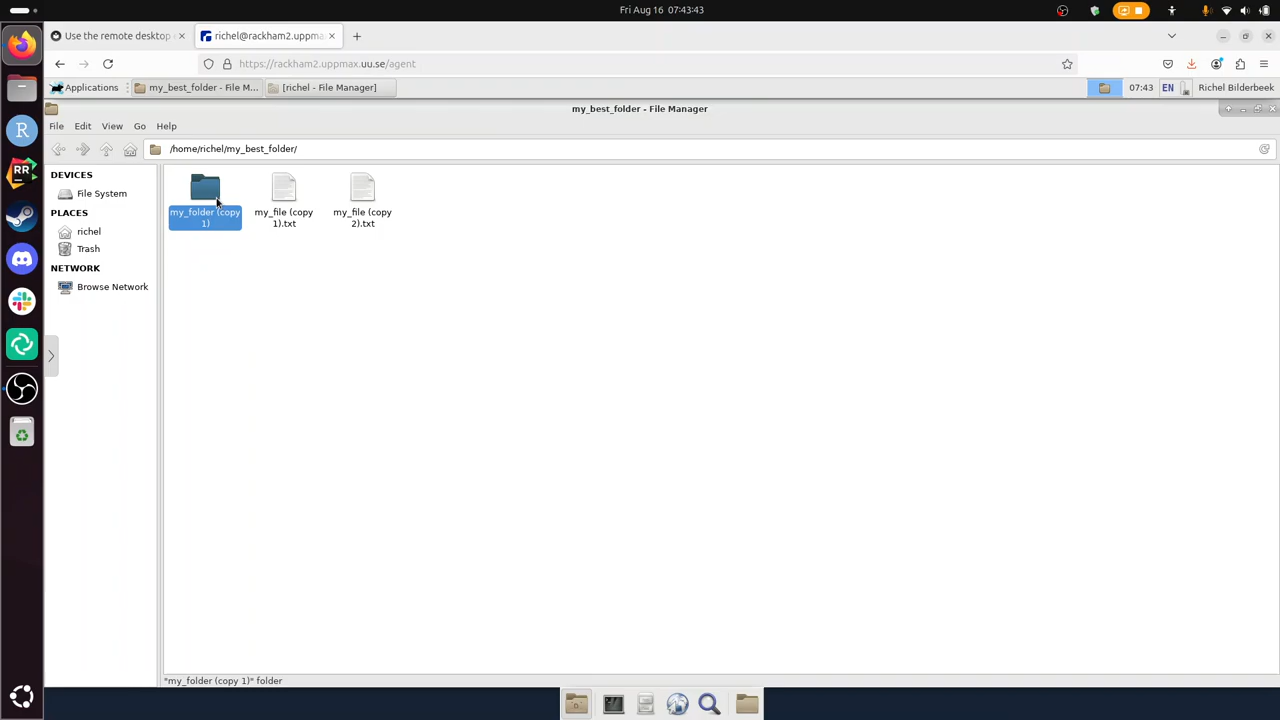 Fri Aug 16 07:43:43
Use the remote desktop c
richel@rackham2.uppma
https://rackham2.uppmax.uu.se/agent
Applications
my_best_folder - File M...
[richel - File Manager]
07:43
EN
Richel Bilderbeek
my_best_folder - File Manager
File
Edit
View
Go
Help
/home/richel/my_best_folder/
DEVICES
File System
PLACES
richel
Trash
NETWORK
Browse Network
my_folder (copy
1)
my_file (copy
1).txt
my_file (copy
2).txt
"my_folder (copy 1)" folder
R
RR